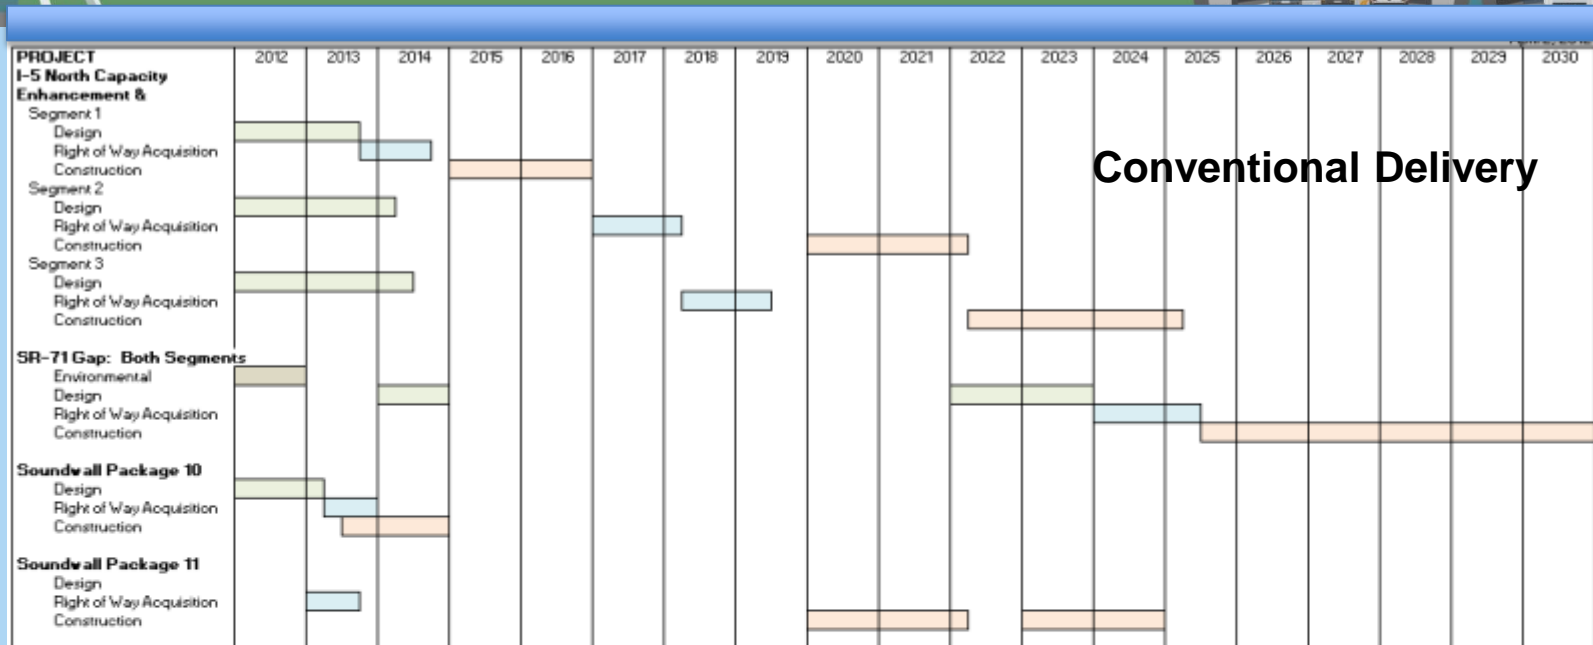 PROJECT 2012 2013 2014 2015 2016 2017 2018 2019 2020 2021 2022 2023 2024 2025 2026 2027 2028 2029 2030
I-5 North Capacity
Enhancement &
Segment 1
Design
Right of Way Acquisition
Construction
Conventional Delivery
Segment 2
Design
Right of Way Acquisition
Construction
Segment 3
Design
Right of Way Acquisition
Construction
SR-71 Gap: Both Segments
Environmental
Design
Right of Way Acquisition
Construction
Soundwall Package 10
Design
Right of Way Acquisition
Construction
Soundwall Package 11
Design
Right of Way Acquisition
Construction